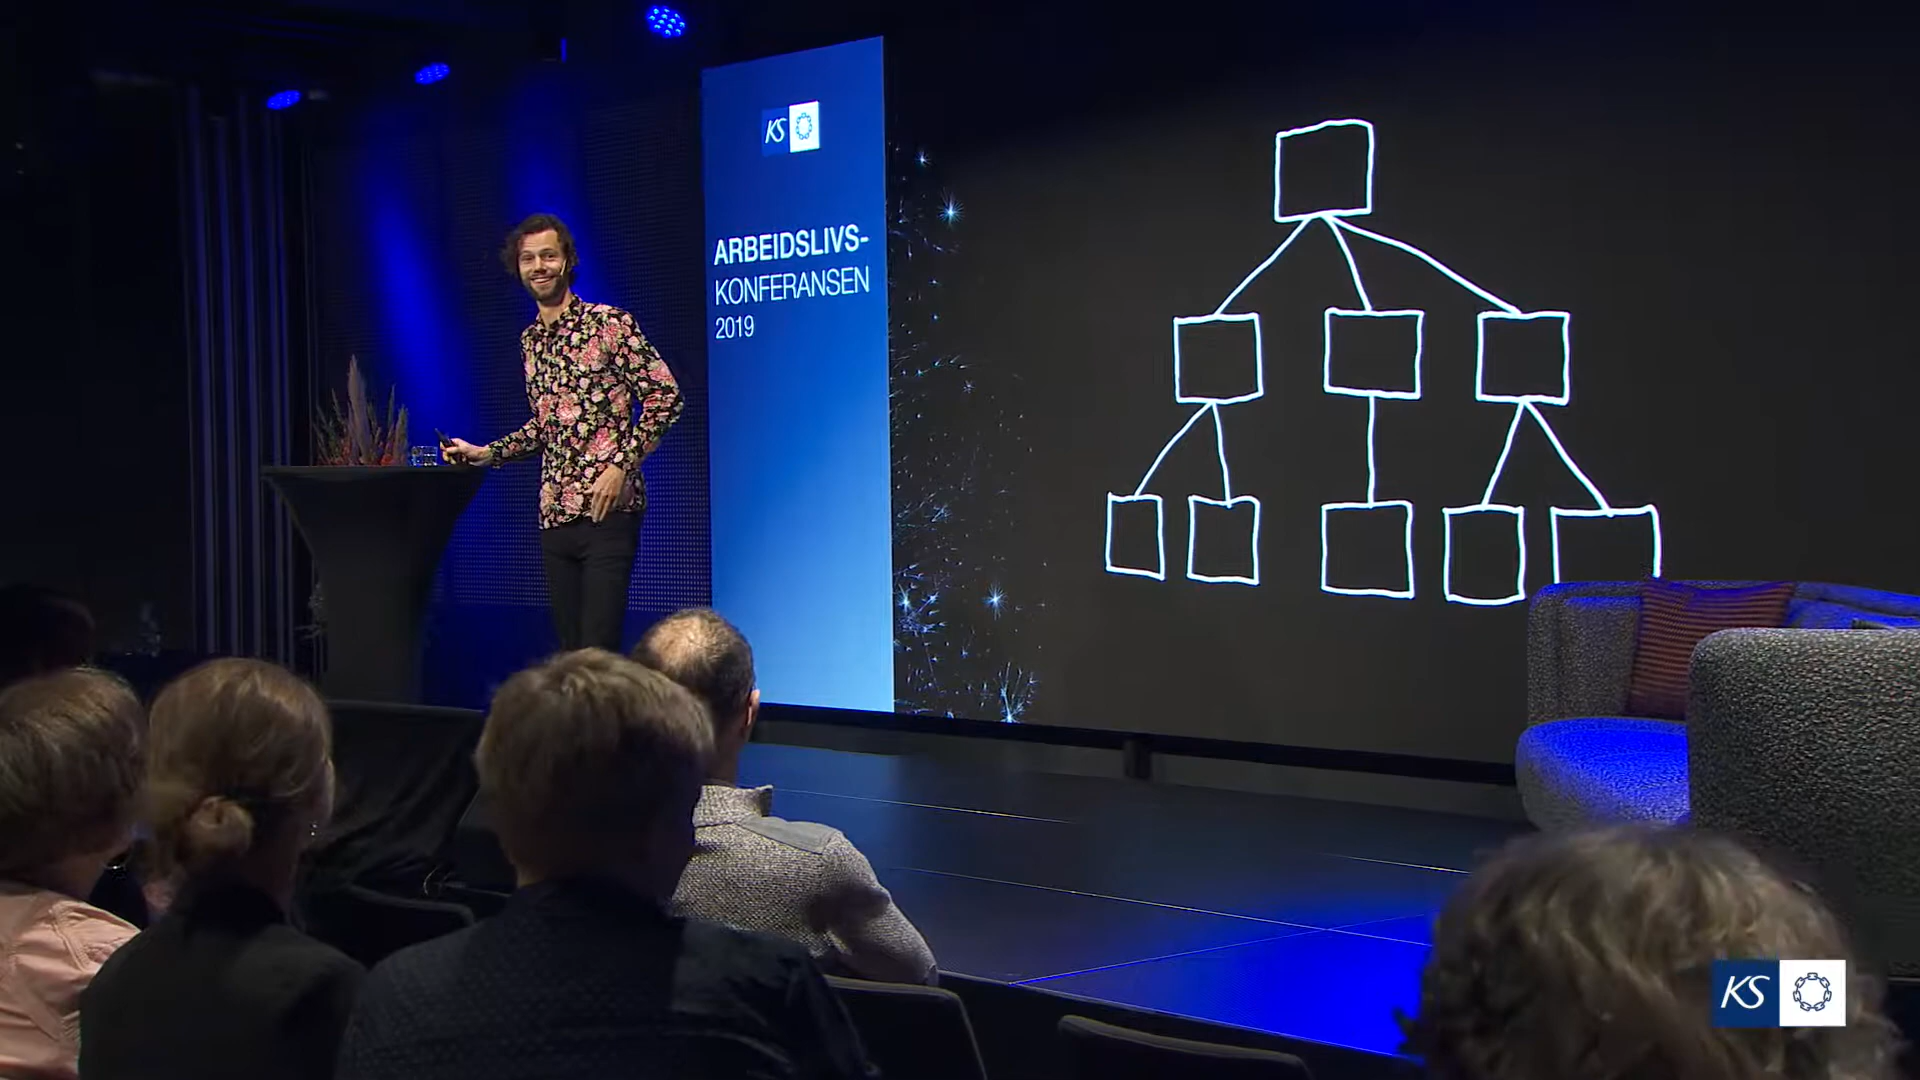 KS
ARBEIDSLIVS-
KONFERANSEN
2019
KS